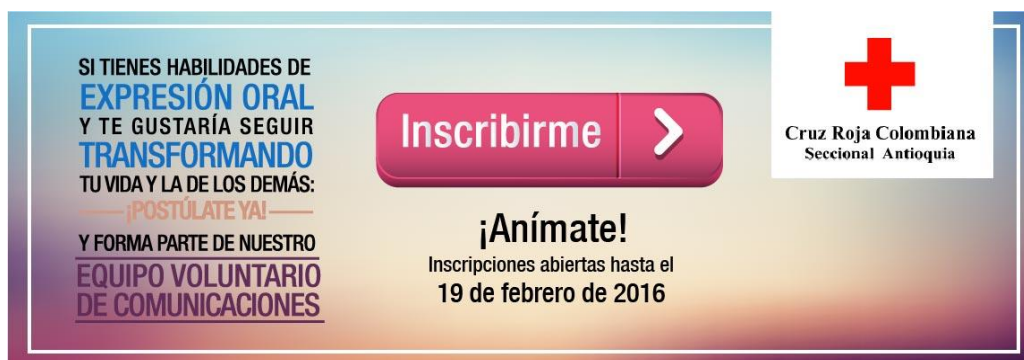 SI TIENES HABILIDADES DE
EXPRESIÓN ORAL
Y TE GUSTARÍA SEGUIR
TRANSFORMANDO
TU VIDA Y LA DE LOS DEMÁS:
¡POSTÚLATE YA!
Y FORMA PARTE DE NUESTRO
EQUIPO VOLUNTARIO
DE COMUNICACIONES
Inscribirme
¡Anímate!
Inscripciones abiertas hasta el
19 de febrero de 2016
Cruz Roja Colombiana
Seccional Antioquia